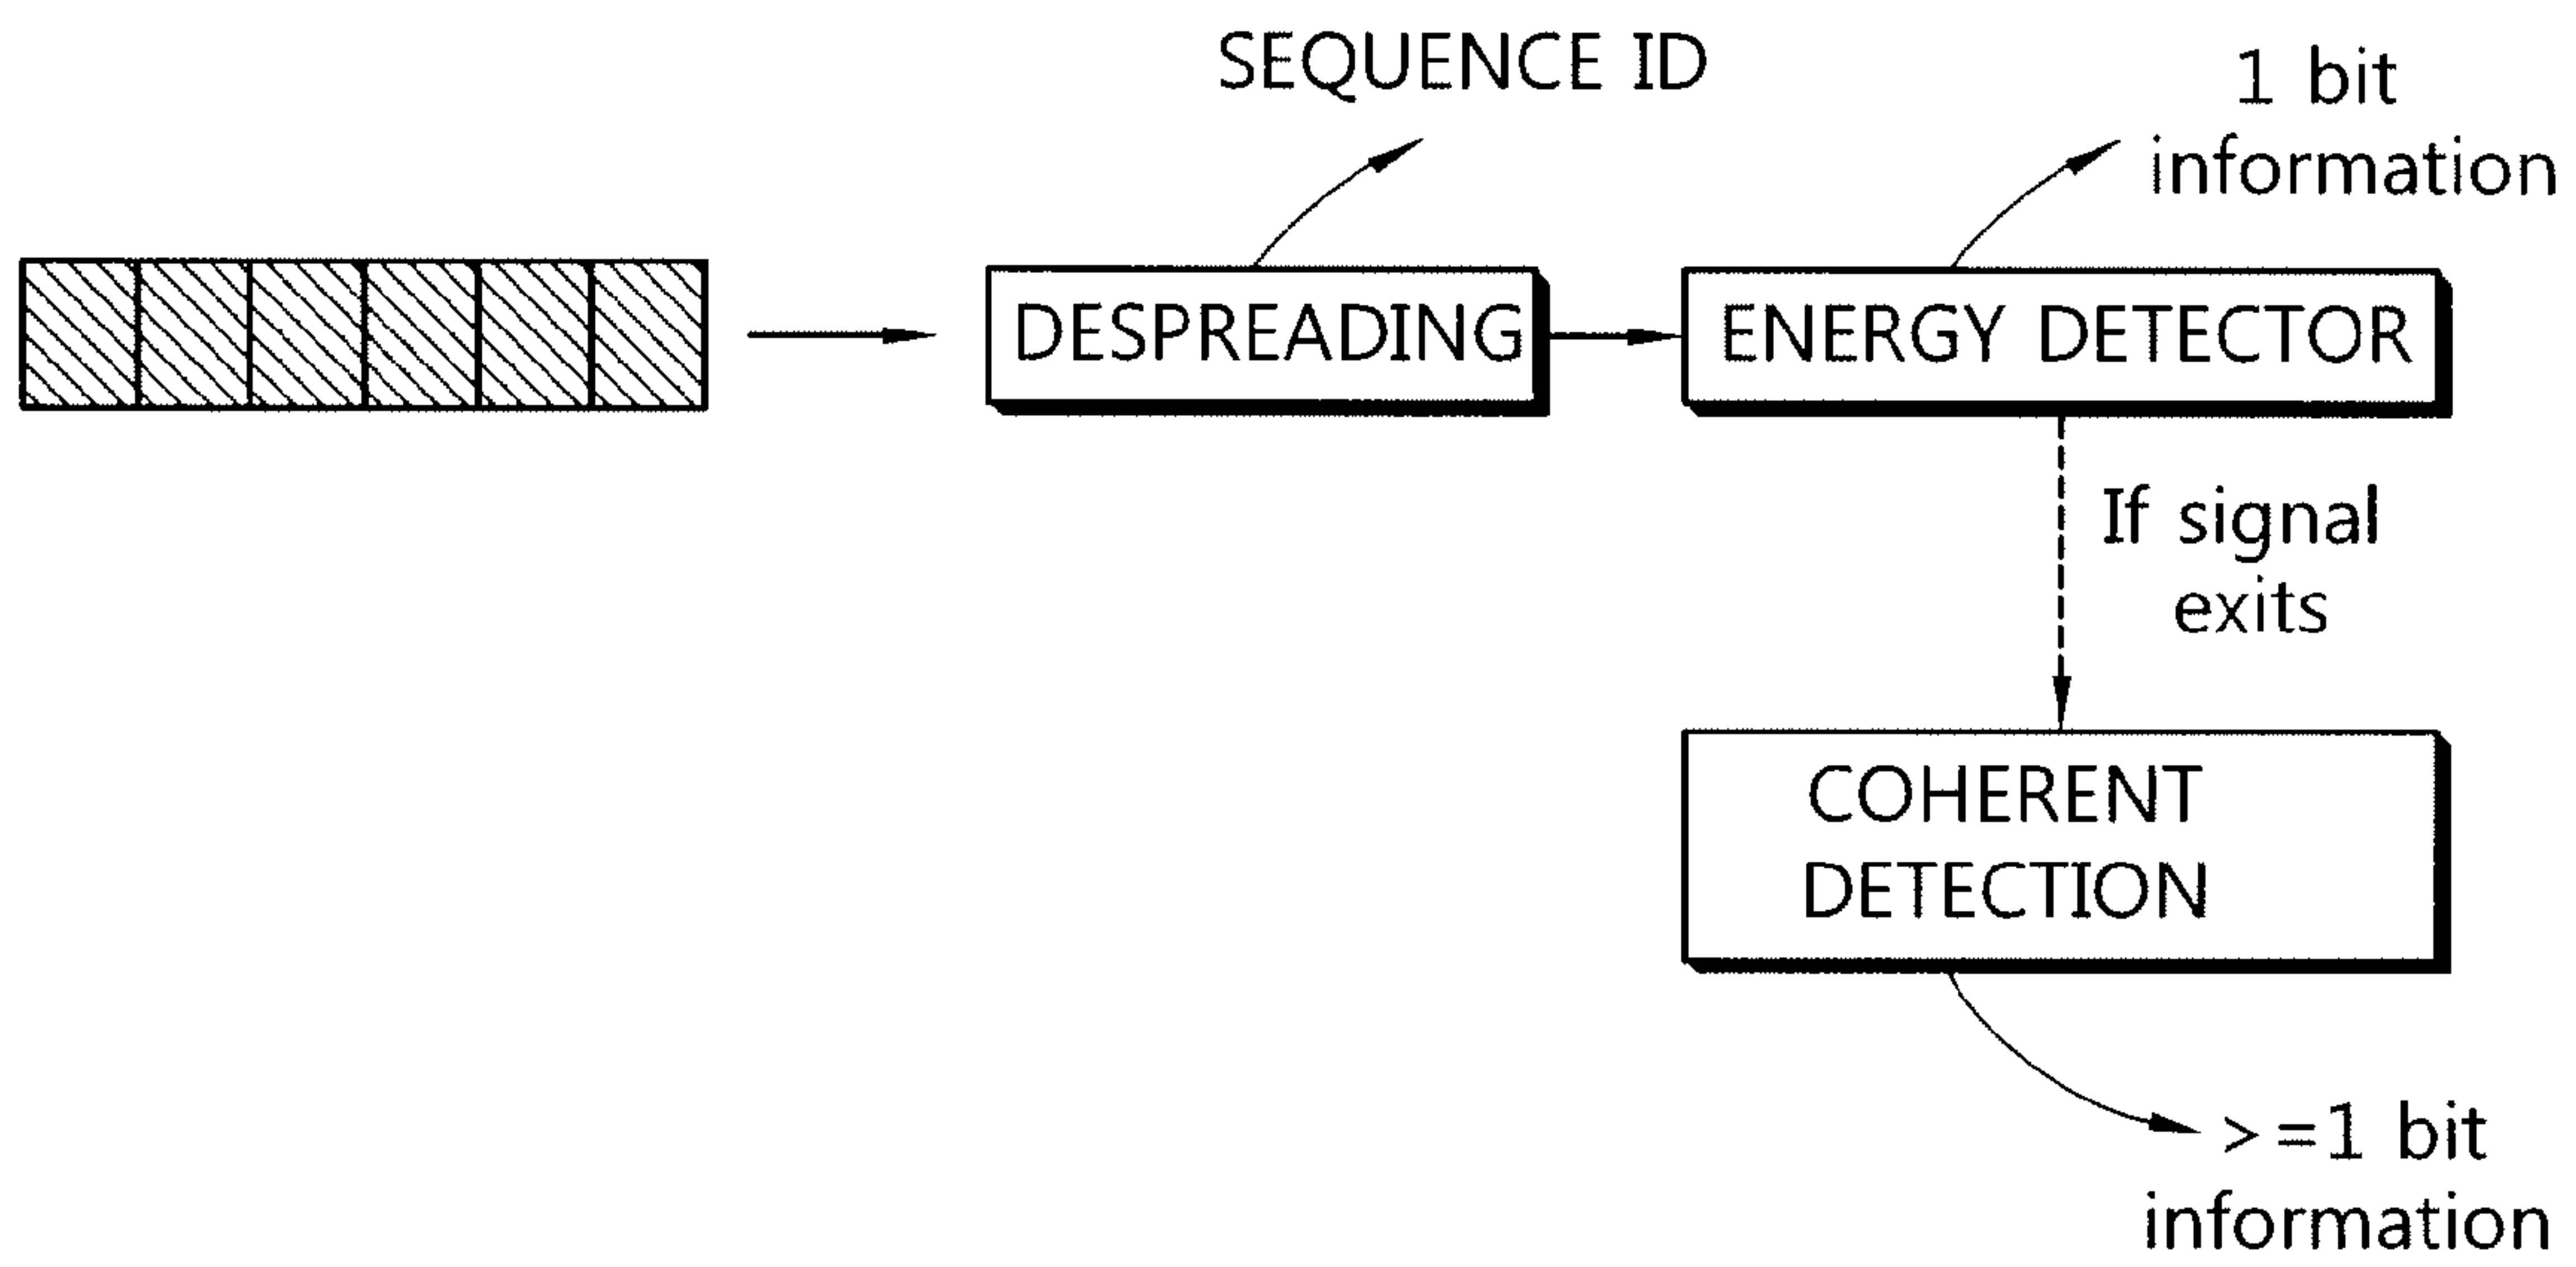 SEQUENCE ID
1 bit
information
DESPREADING
ENERGY DETECTOR
If signal
exits
COHERENT
DETECTION
>=1 bit
information